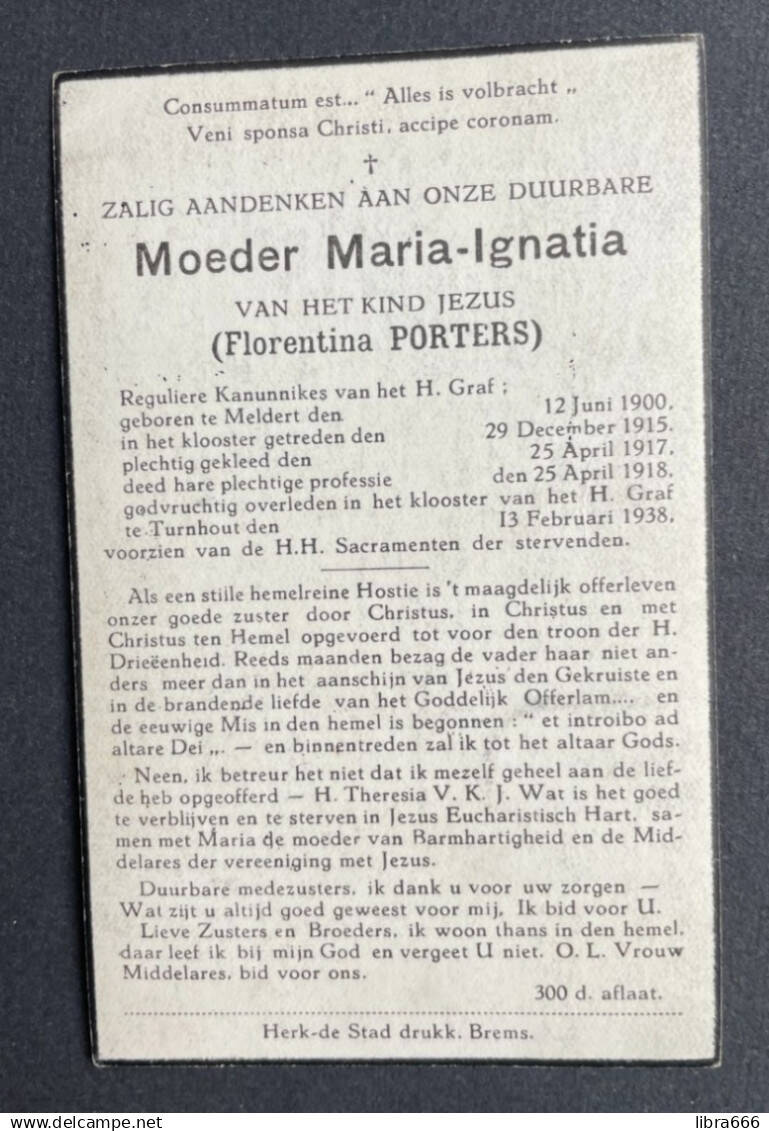 Consummatum est... “ Alles is volbracht „
Veni sponsa Christi, accipe coronam.
†
ZALIG AANDENKEN AAN ONZE DUURBARE
Moeder Maria-Ignatia
VAN HET KIND JEZUS
(Florentina PORTERS)
Reguliere Kanunnikes van het H. Graf ;
geboren te Meldert den 12 Juni 1900.
in het klooster getreden den 29 December 1915.
plechtig gekleed den 25 April 1917.
deed hare plechtige professie den 25 April 1918.
godvruchtig overleden in het klooster van het H. Graf
te Turnhout den 13 Februari 1938.
voorzien van de H.H. Sacramenten der stervenden.
Als een stille hemelreine Hostie is 't maagdelijk offerleven
onzer goede zuster door Christus, in Christus en met
Christus ten Hemel opgevoerd tot voor den troon der H.
Drieëenheid. Reeds maanden bezag de vader haar niet an-
ders meer dan in het aanschijn van Jezus den Gekruiste en
in de brandende liefde van het Goddelijk Offerlam.... en
de eeuwige Mis in den hemel is begonnen : “ et introibo ad
altare Dei „. — en binnentreden zal ik tot het altaar Gods.
Neen, ik betreur het niet dat ik mezelf geheel aan de lief-
de heb opgeofferd — H. Theresia V. K. J. Wat is het goed
te verblijven en te sterven in Jezus Eucharistisch Hart, sa-
men met Maria de moeder van Barmhartigheid en de Mid-
delares der vereeniging met Jezus.
Duurbare medezusters, ik dank u voor uw zorgen —
Wat zijt u altijd goed geweest voor mij, Ik bid voor U.
Lieve Zusters en Broeders, ik woon thans in den hemel,
daar leef ik bij mijn God en vergeet U niet. O. L. Vrouw
Middelares, bid voor ons.
300 d. aflaat.
Herk-de Stad drukk. Brems.
delcampe.net
libra666